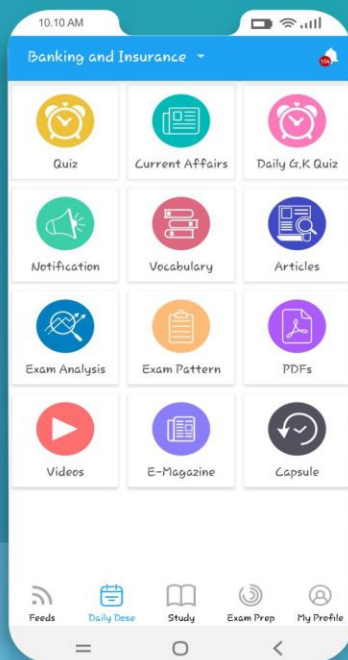 10.10 AM
Banking and Insurance
Quiz Current Affairs Daily G.K Quiz
Notification Vocabulary Articles
Exam Analysis Exam Pattern PDFs
Videos E-Magazine Capsule
Feeds Daily Dose Study Exam Prep My Profile